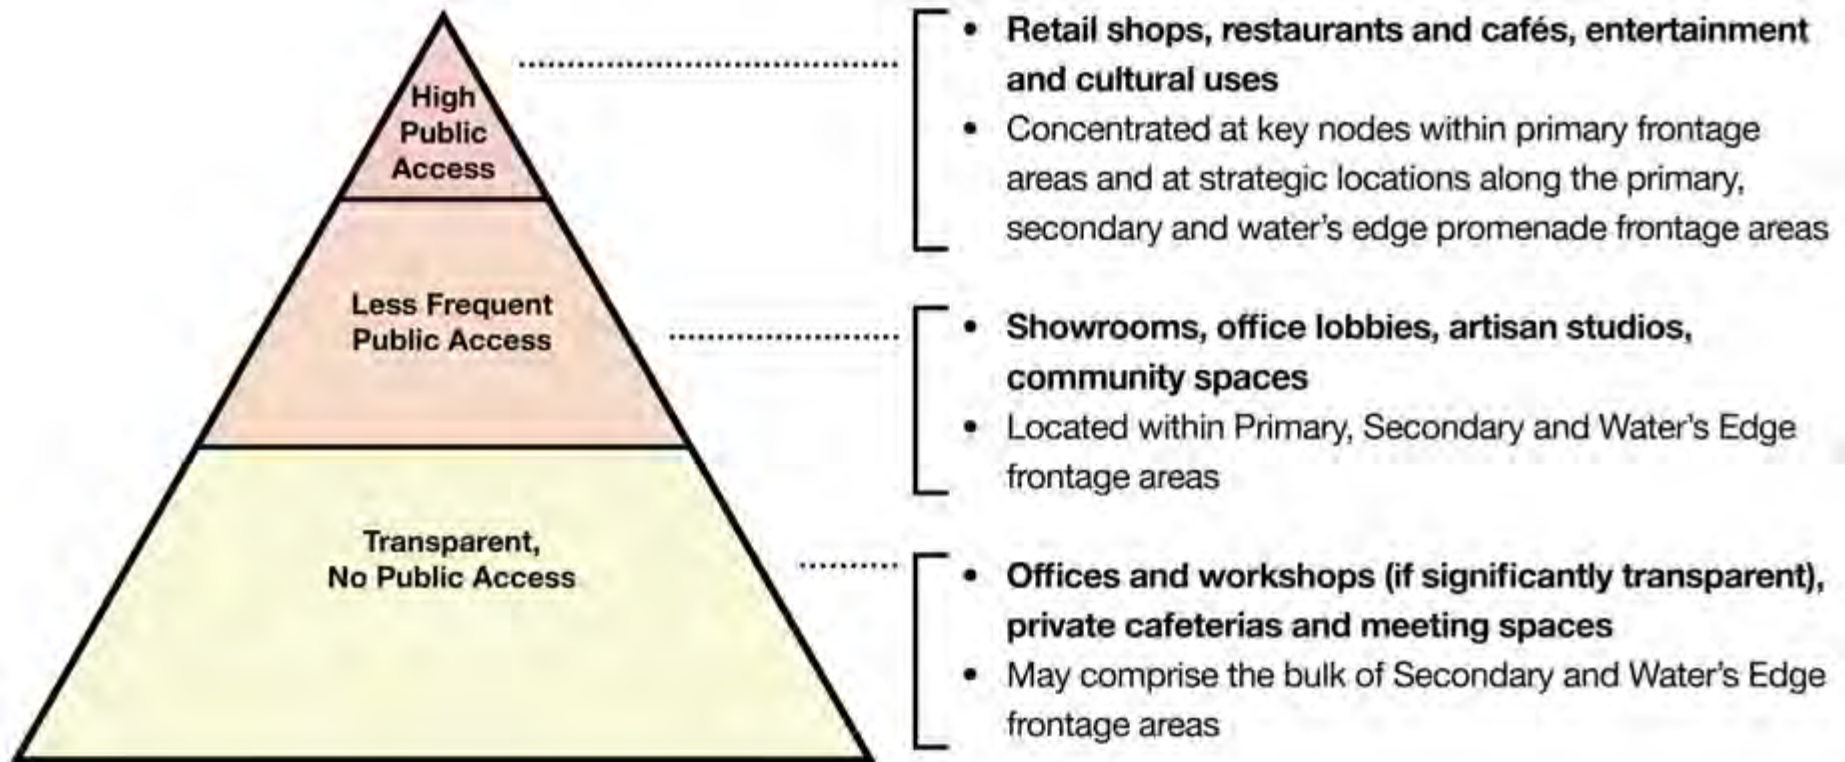 High
Public
Access
• Retail shops, restaurants and cafés, entertainment
and cultural uses
• Concentrated at key nodes within primary frontage
areas and at strategic locations along the primary,
secondary and water's edge promenade frontage areas
Less Frequent
Public Access
• Showrooms, office lobbies, artisan studios,
community spaces
• Located within Primary, Secondary and Water's Edge
frontage areas
Transparent,
No Public Access
• Offices and workshops (if significantly transparent),
private cafeterias and meeting spaces
• May comprise the bulk of Secondary and Water's Edge
frontage areas